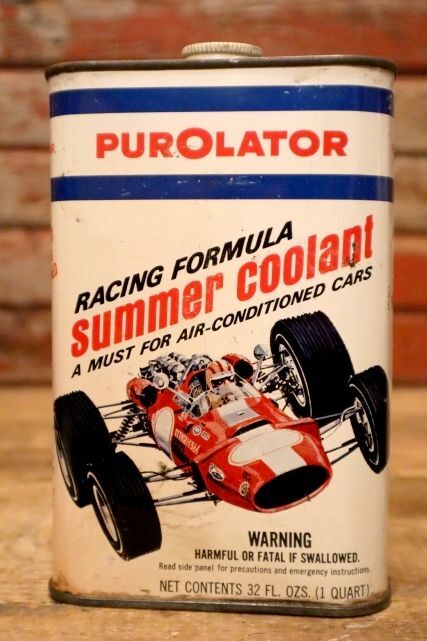 PUROLATOR
RACING FORMULA
summer coolant
A MUST FOR AIR-CONDITIONED CARS
WARNING
HARMFUL OR FATAL IF SWALLOWED.
Read side panel for precautions and emergency instructions.
NET CONTENTS 32 FL. OZS. (1 QUART)